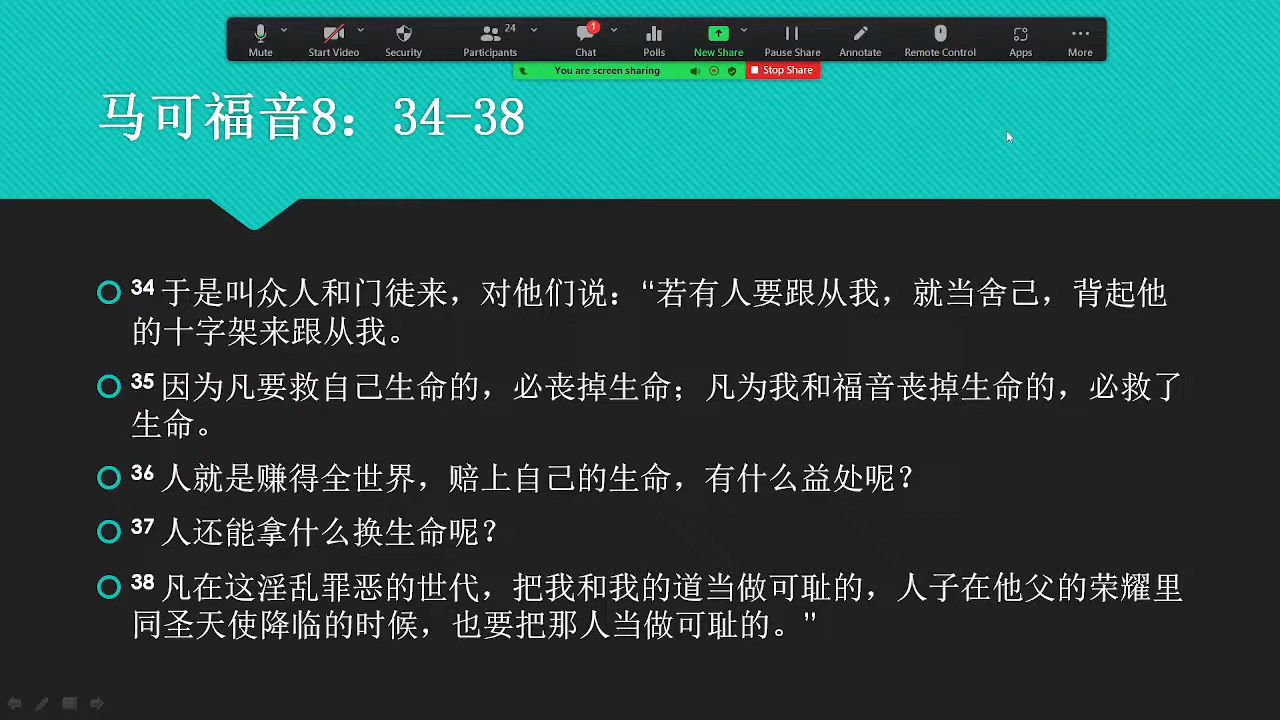 Mute
Start Video
Security
Participants
24
Chat
1
Polls
New Share
Pause Share
Annotate
Remote Control
Apps
More
You are screen sharing
Stop Share
马可福音8：34-38
34 于是叫众人和门徒来，对他们说："若有人要跟从我，就当舍己，背起他
的十字架来跟从我。
35 因为凡要救自己生命的，必丧掉生命；凡为我和福音丧掉生命的，必救了
生命。
36 人就是赚得全世界，赔上自己的生命，有什么益处呢？
37 人还能拿什么换生命呢？
38 凡在这淫乱罪恶的世代，把我和我的道当做可耻的，人子在他父的荣耀里
同圣天使降临的时候，也要把那人当做可耻的。"